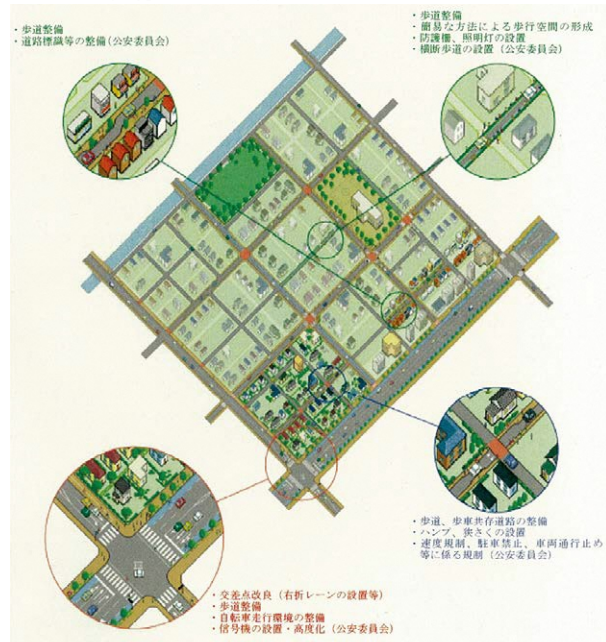 ・歩道整備
・道路標識等の整備(公安委員会)
・歩道整備
・簡易な方法による歩行空間の形成
・防護柵、照明灯の設置
・横断歩道の設置(公安委員会)
・歩道、歩車共存道路の整備
・ハンプ、狭さくの設置
・速度規制、駐車禁止、車両通行止め
等に係る規制(公安委員会)
・交差点改良(右折レーンの設置等)
・歩道整備
・自転車走行環境の整備
・信号機の設置・高度化(公安委員会)